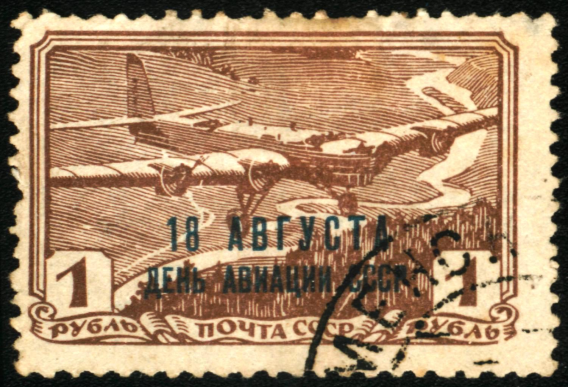 18 АВГУСТА
ДЕНЬ АВИАЦИИ СССР
1 1
РУБЛЬ ПОЧТА СССР РУБЛЬ